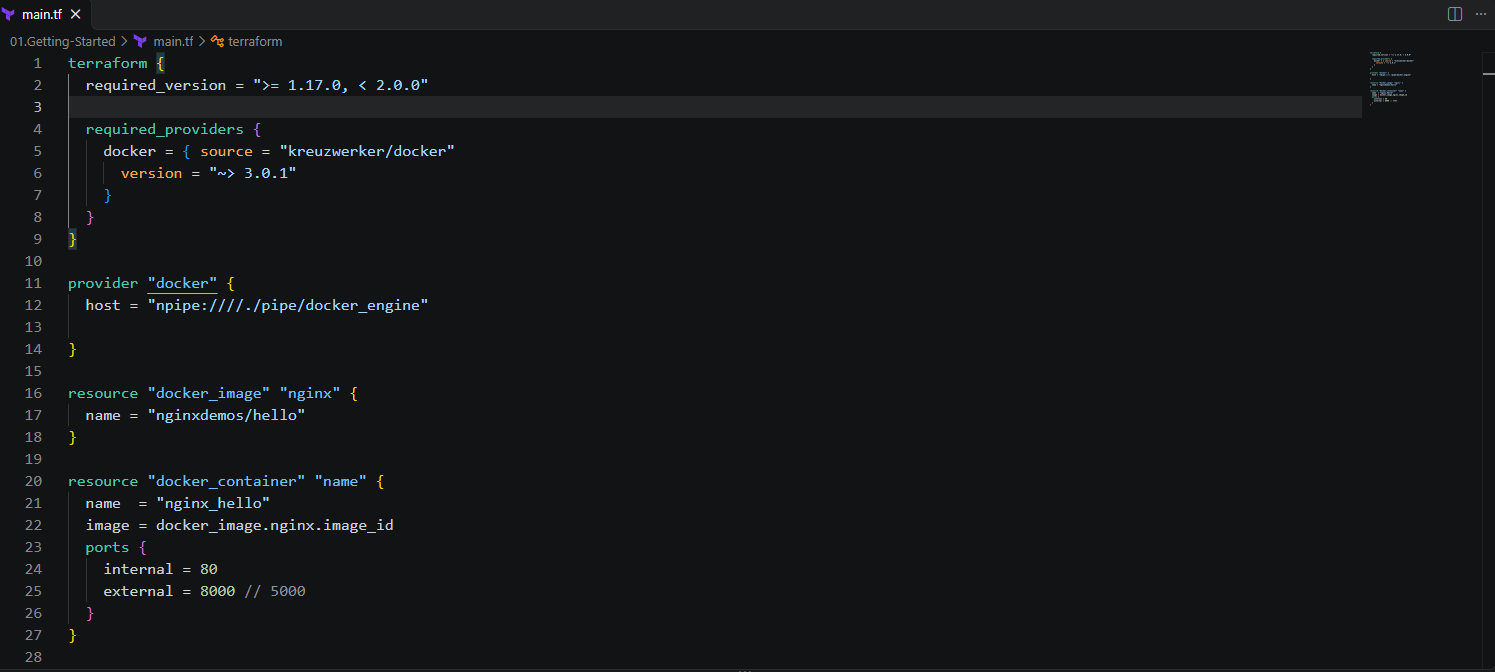 main.tf
01.Getting-Started > main.tf > terraform
1 terraform {
2   required_version = ">= 1.17.0, < 2.0.0"
3
4   required_providers {
5     docker = { source = "kreuzwerker/docker"
6       version = "~> 3.0.1"
7     }
8   }
9 }
10
11 provider "docker" {
12   host = "npipe:////./pipe/docker_engine"
13
14 }
15
16 resource "docker_image" "nginx" {
17   name = "nginxdemos/hello"
18 }
19
20 resource "docker_container" "name" {
21   name  = "nginx_hello"
22   image = docker_image.nginx.image_id
23   ports {
24     internal = 80
25     external = 8000 // 5000
26   }
27 }
28